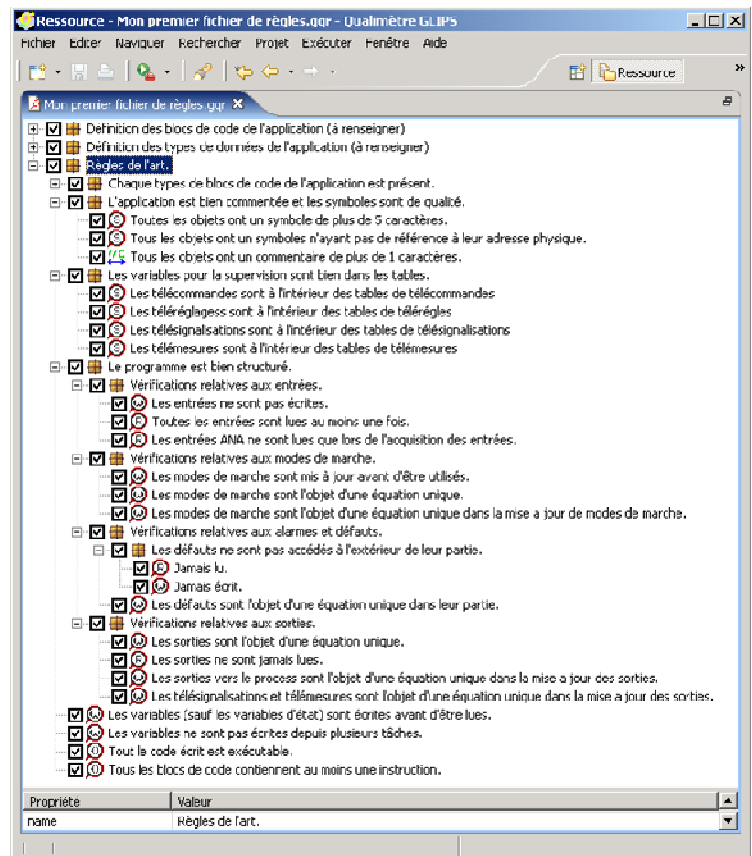 Ressource - Mon premier fichier de règles.qqr - Qualimètre GLIPS
Fichier Editer Naviguer Rechercher Projet Exécuter Fenêtre Aide
Ressource
Mon premier fichier de règles.qqr
Définition des blocs de code de l'application (à renseigner)
Définition des types de données de l'application (à renseigner)
Règles de l'art.
Chaque types de blocs de code de l'application est présent.
L'application est bien commentée et les symboles sont de qualité.
Toutes les objets ont un symbole de plus de 5 caractères.
Tous les objets ont un symboles n'ayant pas de référence à leur adresse physique.
Tous les objets ont un commentaire de plus de 1 caractères.
Les variables pour la supervision sont bien dans les tables.
Les télécommandes sont à l'intérieur des tables de télécommandes
Les téléréglagess sont à l'intérieur des tables de téléréglés
Les télésignalsations sont à l'intérieur des tables de télésignalisations
Les télémesures sont à l'intérieur des tables de télémesures
Le programme est bien structuré.
Vérifications relatives aux entrées.
Les entrées ne sont pas écrites.
Toutes les entrées sont lues au moins une fois.
Les entrées ANA ne sont lues que lors de l'acquisition des entrées.
Vérifications relatives aux modes de marche.
Les modes de marche sont mis à jour avant d'être utilisés.
Les modes de marche sont l'objet d'une équation unique.
Les modes de marche sont l'objet d'une équation unique dans la mise a jour de modes de marche.
Vérifications relatives aux alarmes et défauts.
Les défauts ne sont pas accédés à l'extérieur de leur partie.
Jamais lu.
Jamais écrit.
Les défauts sont l'objet d'une équation unique dans leur partie.
Vérifications relatives aux sorties.
Les sorties sont l'objet d'une équation unique.
Les sorties ne sont jamais lues.
Les sorties vers le process sont l'objet d'une équation unique dans la mise a jour des sorties.
Les télésignalsations et télémesures sont l'objet d'une équation unique dans la mise a jour des sorties.
Les variables (sauf les variables d'état) sont écrites avant d'être lues.
Les variables ne sont pas écrites depuis plusieurs tâches.
Tout le code écrit est exécutable.
Tous les blocs de code contiennent au moins une instruction.
Propriété Valeur
name Règles de l'art.